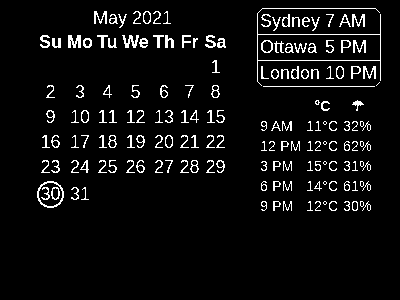 May 2021
Su Mo Tu We Th Fr Sa
1
2 3 4 5 6 7 8
9 10 11 12 13 14 15
16 17 18 19 20 21 22
23 24 25 26 27 28 29
30 31
Sydney 7 AM
Ottawa 5 PM
London 10 PM
°C ☂
9 AM 11°C 32%
12 PM 12°C 62%
3 PM 15°C 31%
6 PM 14°C 61%
9 PM 12°C 30%